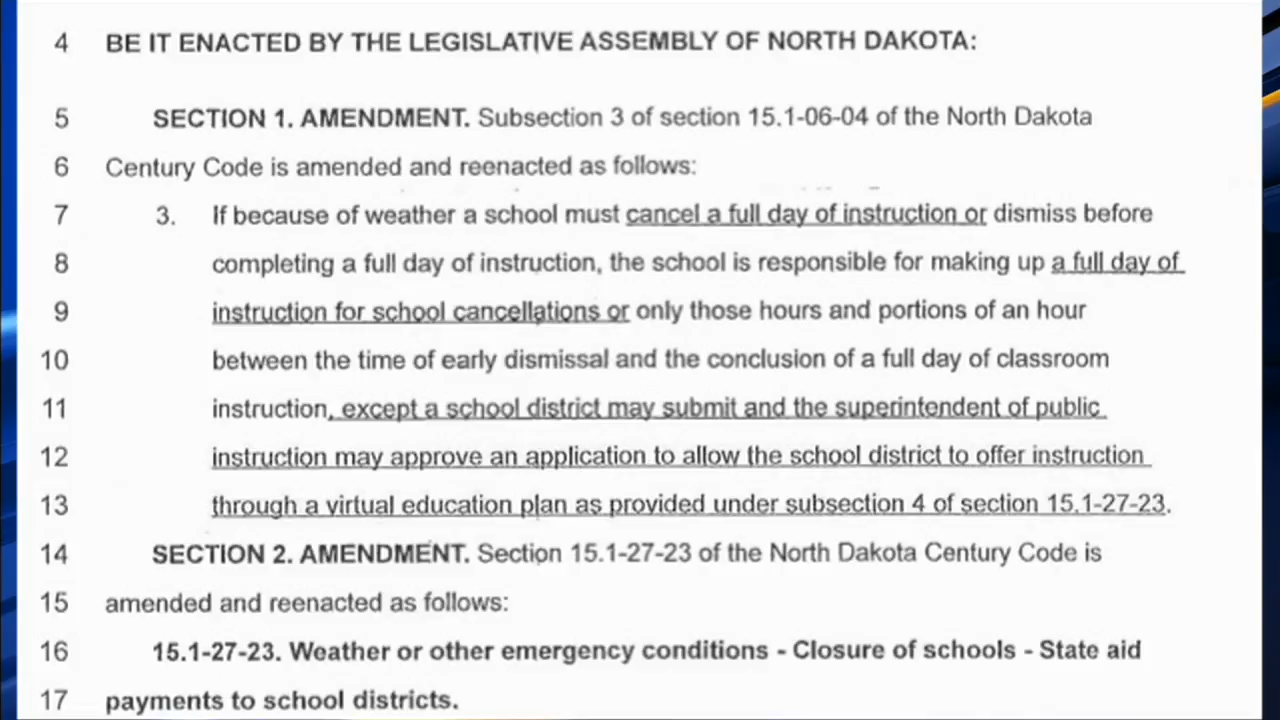 4 BE IT ENACTED BY THE LEGISLATIVE ASSEMBLY OF NORTH DAKOTA:
5 SECTION 1. AMENDMENT. Subsection 3 of section 15.1-06-04 of the North Dakota
6 Century Code is amended and reenacted as follows:
7 3. If because of weather a school must cancel a full day of instruction or dismiss before
8 completing a full day of instruction, the school is responsible for making up a full day of
9 instruction for school cancellations or only those hours and portions of an hour
10 between the time of early dismissal and the conclusion of a full day of classroom
11 instruction, except a school district may submit and the superintendent of public
12 instruction may approve an application to allow the school district to offer instruction
13 through a virtual education plan as provided under subsection 4 of section 15.1-27-23.
14 SECTION 2. AMENDMENT. Section 15.1-27-23 of the North Dakota Century Code is
15 amended and reenacted as follows:
16 15.1-27-23. Weather or other emergency conditions - Closure of schools - State aid
17 payments to school districts.